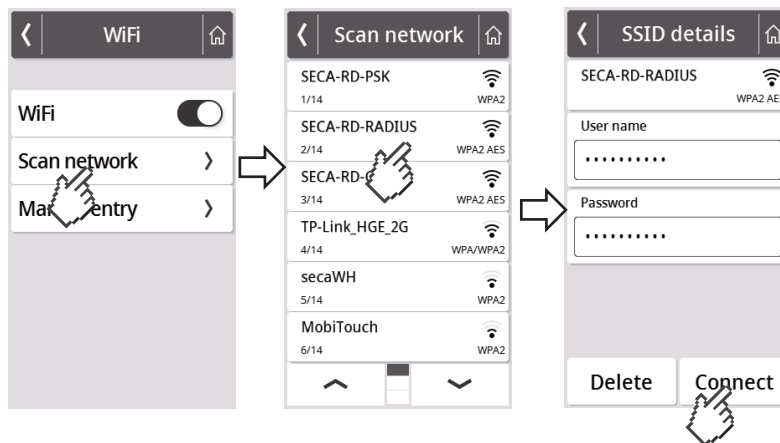 WiFi
WiFi
Scan network
entry
Scan network
SECA-RD-PSK
1/14 WPA2
SECA-RD-RADIUS
2/14 WPA2 AES
SECA-RD-
3/14 WPA2 AES
TP-Link_HGE_2G
4/14 WPA/WPA2
secaWH
5/14 WPA2
MobiTouch
6/14 WPA2
SSID details
SECA-RD-RADIUS
WPA2 AE
User name
••••••••••
Password
••••••••••
Delete Connect